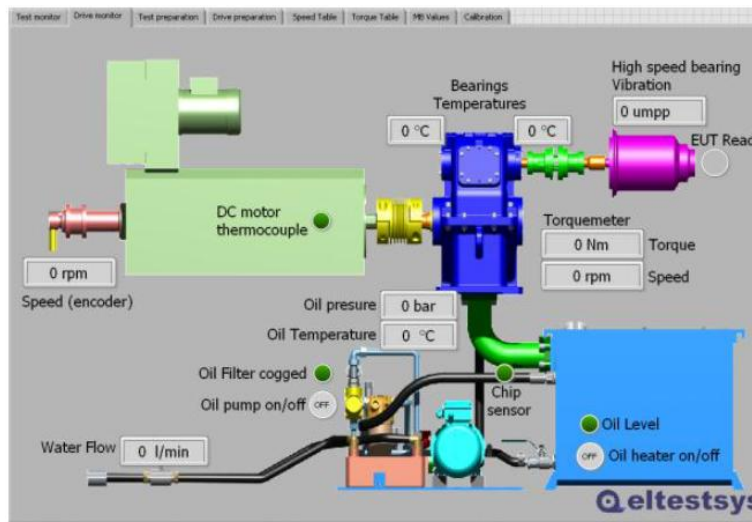 Test monitor
Drive monitor
Test preparation
Drive preparation
Speed Table
Torque Table
MB Values
Calibration
Bearings
Temperatures
High speed bearing
Vibration
0 °C
0 °C
0 umpp
EUT Reac
DC motor
thermocouple
0 rpm
Speed (encoder)
Torquemeter
0 Nm Torque
0 rpm Speed
Oil presure 0 bar
Oil Temperature 0 °C
Oil Filter cogged
Oil pump on/off OFF
Chip
sensor
Oil Level
OFF Oil heater on/off
Water Flow 0 l/min
eltestsys